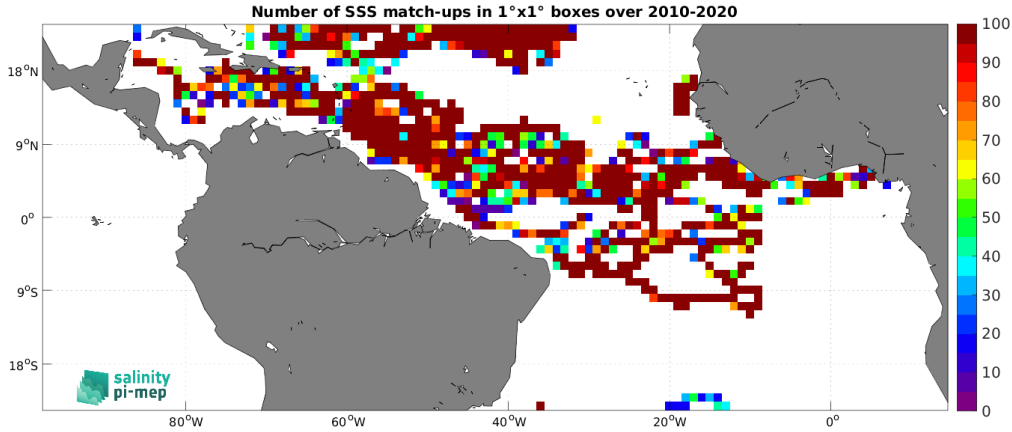 Number of SSS match-ups in 1°x1° boxes over 2010-2020
18°N
9°N
0°
9°S
18°S
80°W
60°W
40°W
20°W
0°
100
90
80
70
60
50
40
30
20
10
0
salinity
pi-mep